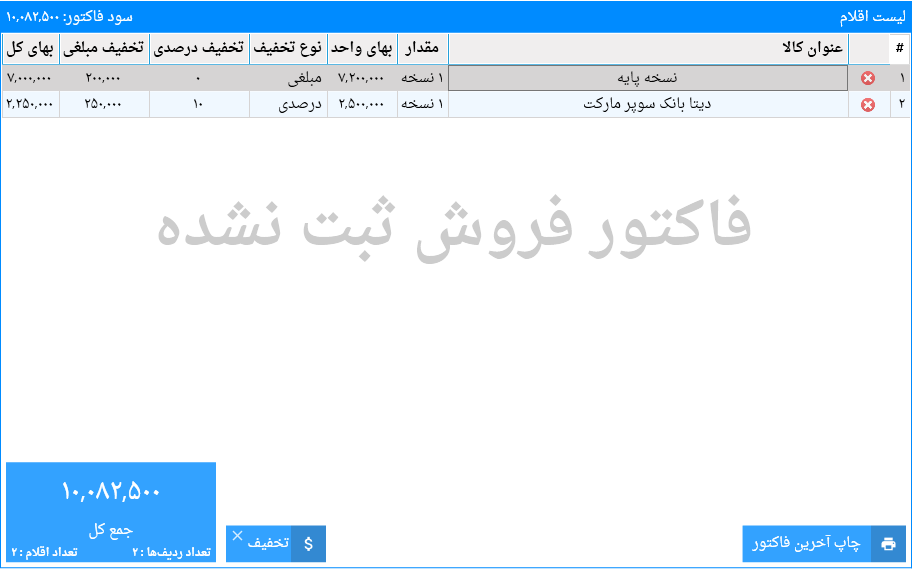 لیست اقلام سود فاکتور: ۱۰,۰۸۲,۵۰۰
# عنوان کالا مقدار بهای واحد نوع تخفیف تخفیف درصدی تخفیف مبلغی بهای کل
۱ نسخه پایه ۱ نسخه ۷,۲۰۰,۰۰۰ مبلغی ۰ ۲۰۰,۰۰۰ ۷,۰۰۰,۰۰۰
۲ دیتا بانک سوپر مارکت ۱ نسخه ۲,۵۰۰,۰۰۰ درصدی ۱۰ ۲۵۰,۰۰۰ ۲,۲۵۰,۰۰۰
فاکتور فروش ثبت نشده
۱۰,۰۸۲,۵۰۰
جمع کل
تعداد ردیف‌ها : ۲ تعداد اقلام : ۲
$ تخفیف ×
چاپ آخرین فاکتور